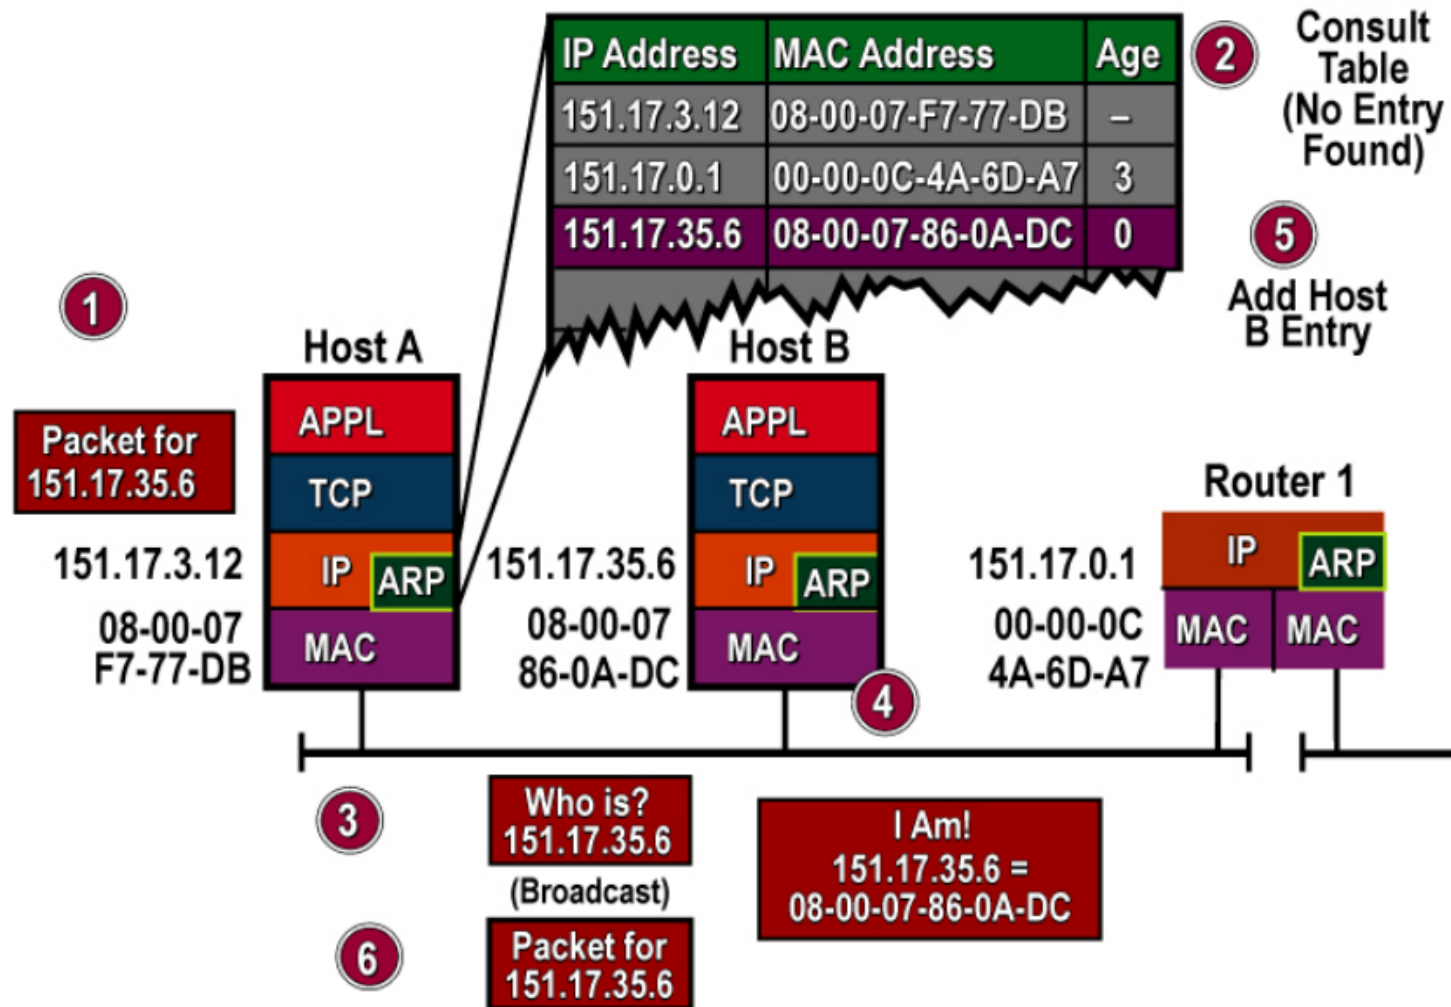 IP Address MAC Address Age
151.17.3.12 08-00-07-F7-77-DB –
151.17.0.1 00-00-0C-4A-6D-A7 3
151.17.35.6 08-00-07-86-0A-DC 0
2
Consult
Table
(No Entry
Found)
5
Add Host
B Entry
1
Packet for
151.17.35.6
Host A
APPL
TCP
IP ARP
MAC
151.17.3.12
08-00-07
F7-77-DB
Host B
APPL
TCP
IP ARP
MAC
151.17.35.6
08-00-07
86-0A-DC
4
Router 1
IP ARP
MAC MAC
151.17.0.1
00-00-0C
4A-6D-A7
3
Who is?
151.17.35.6
(Broadcast)
I Am!
151.17.35.6 =
08-00-07-86-0A-DC
6
Packet for
151.17.35.6